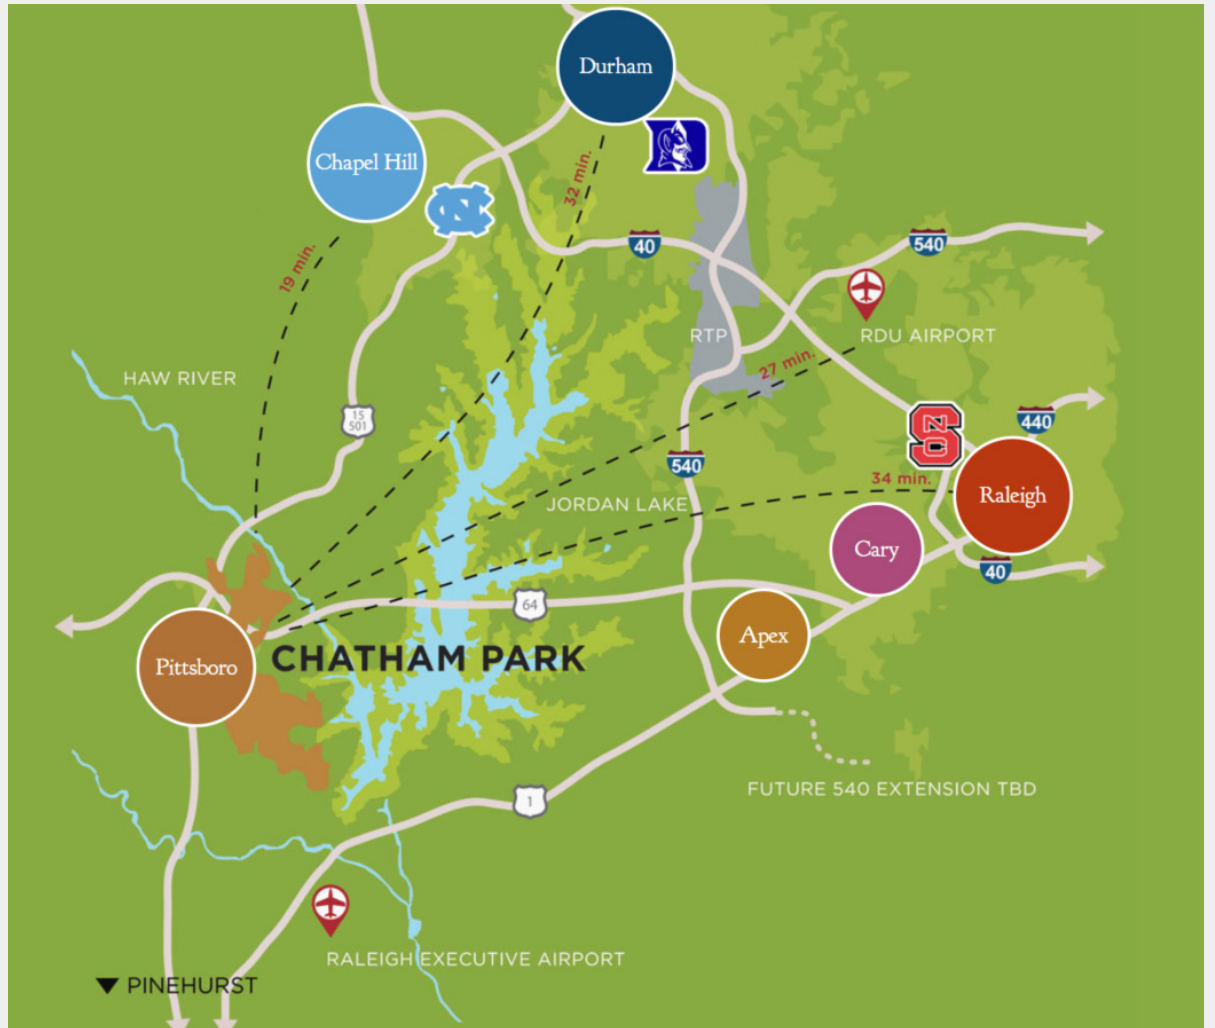 Durham
Chapel Hill
32 min.
19 min.
40
540
RTP
RDU AIRPORT
27 min.
HAW RIVER
15
501
440
NC
S
540
34 min.
Raleigh
JORDAN LAKE
Cary
40
64
Apex
Pittsboro
CHATHAM PARK
FUTURE 540 EXTENSION TBD
1
RALEIGH EXECUTIVE AIRPORT
PINEHURST